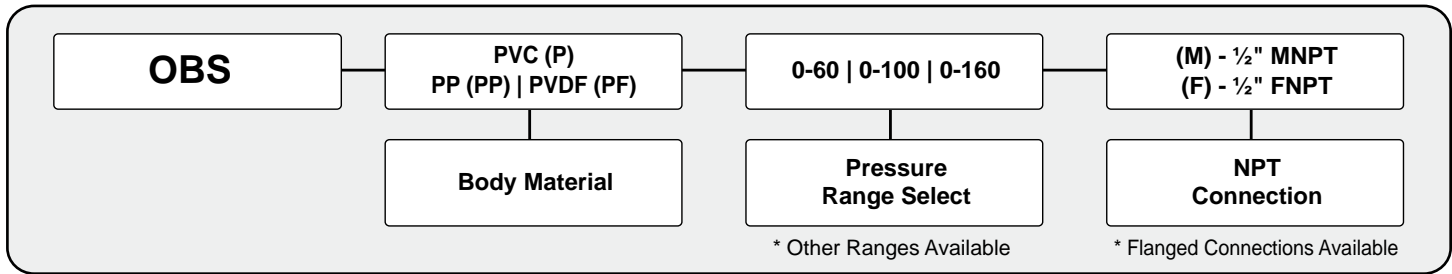 OBS
PVC (P)
PP (PP) | PVDF (PF)
0-60 | 0-100 | 0-160
(M) - ½" MNPT
(F) - ½" FNPT
Body Material
Pressure
Range Select
NPT
Connection
* Other Ranges Available
* Flanged Connections Available